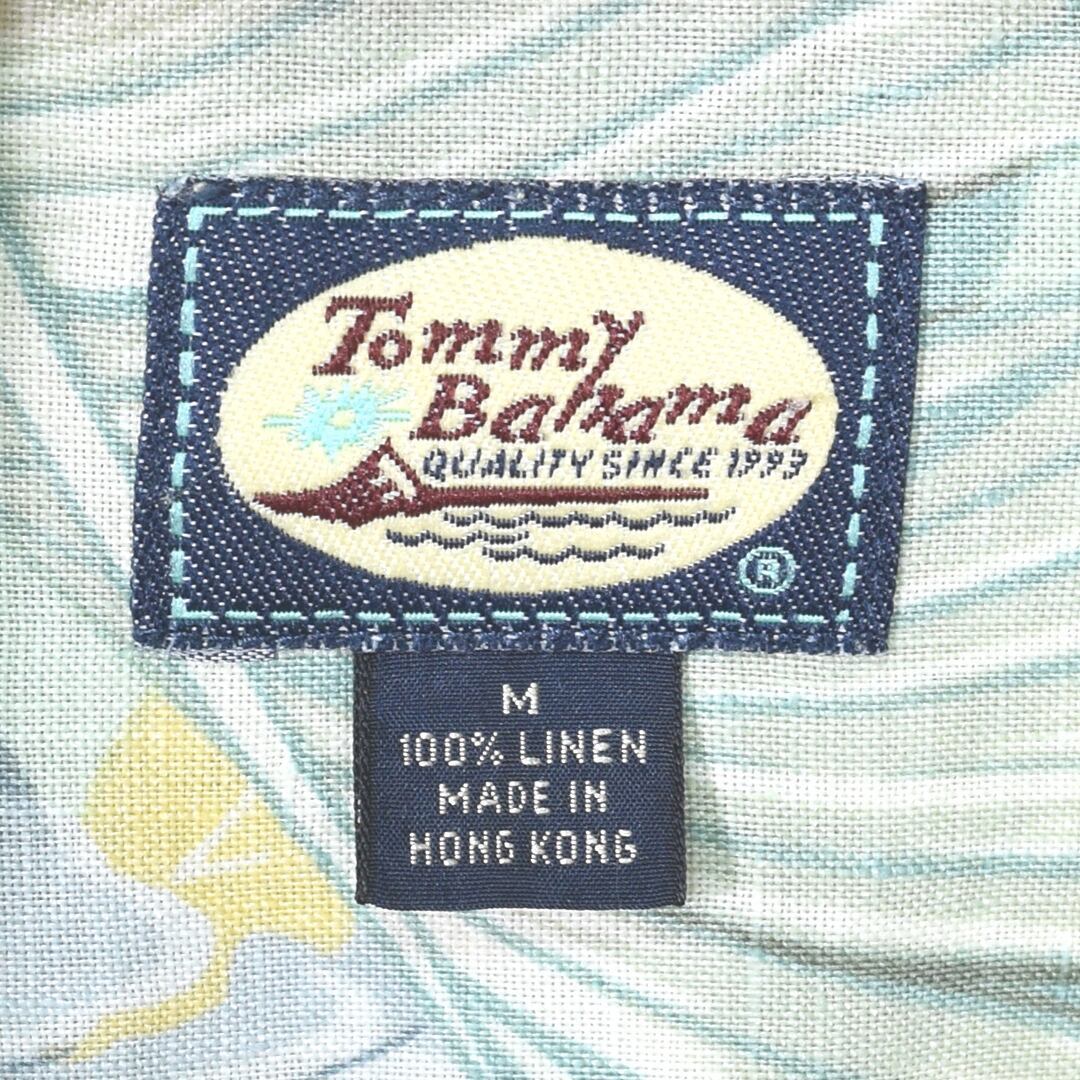 Tommy
Bahama
QUALITY SINCE 1993
®
M
100% LINEN
MADE IN
HONG KONG